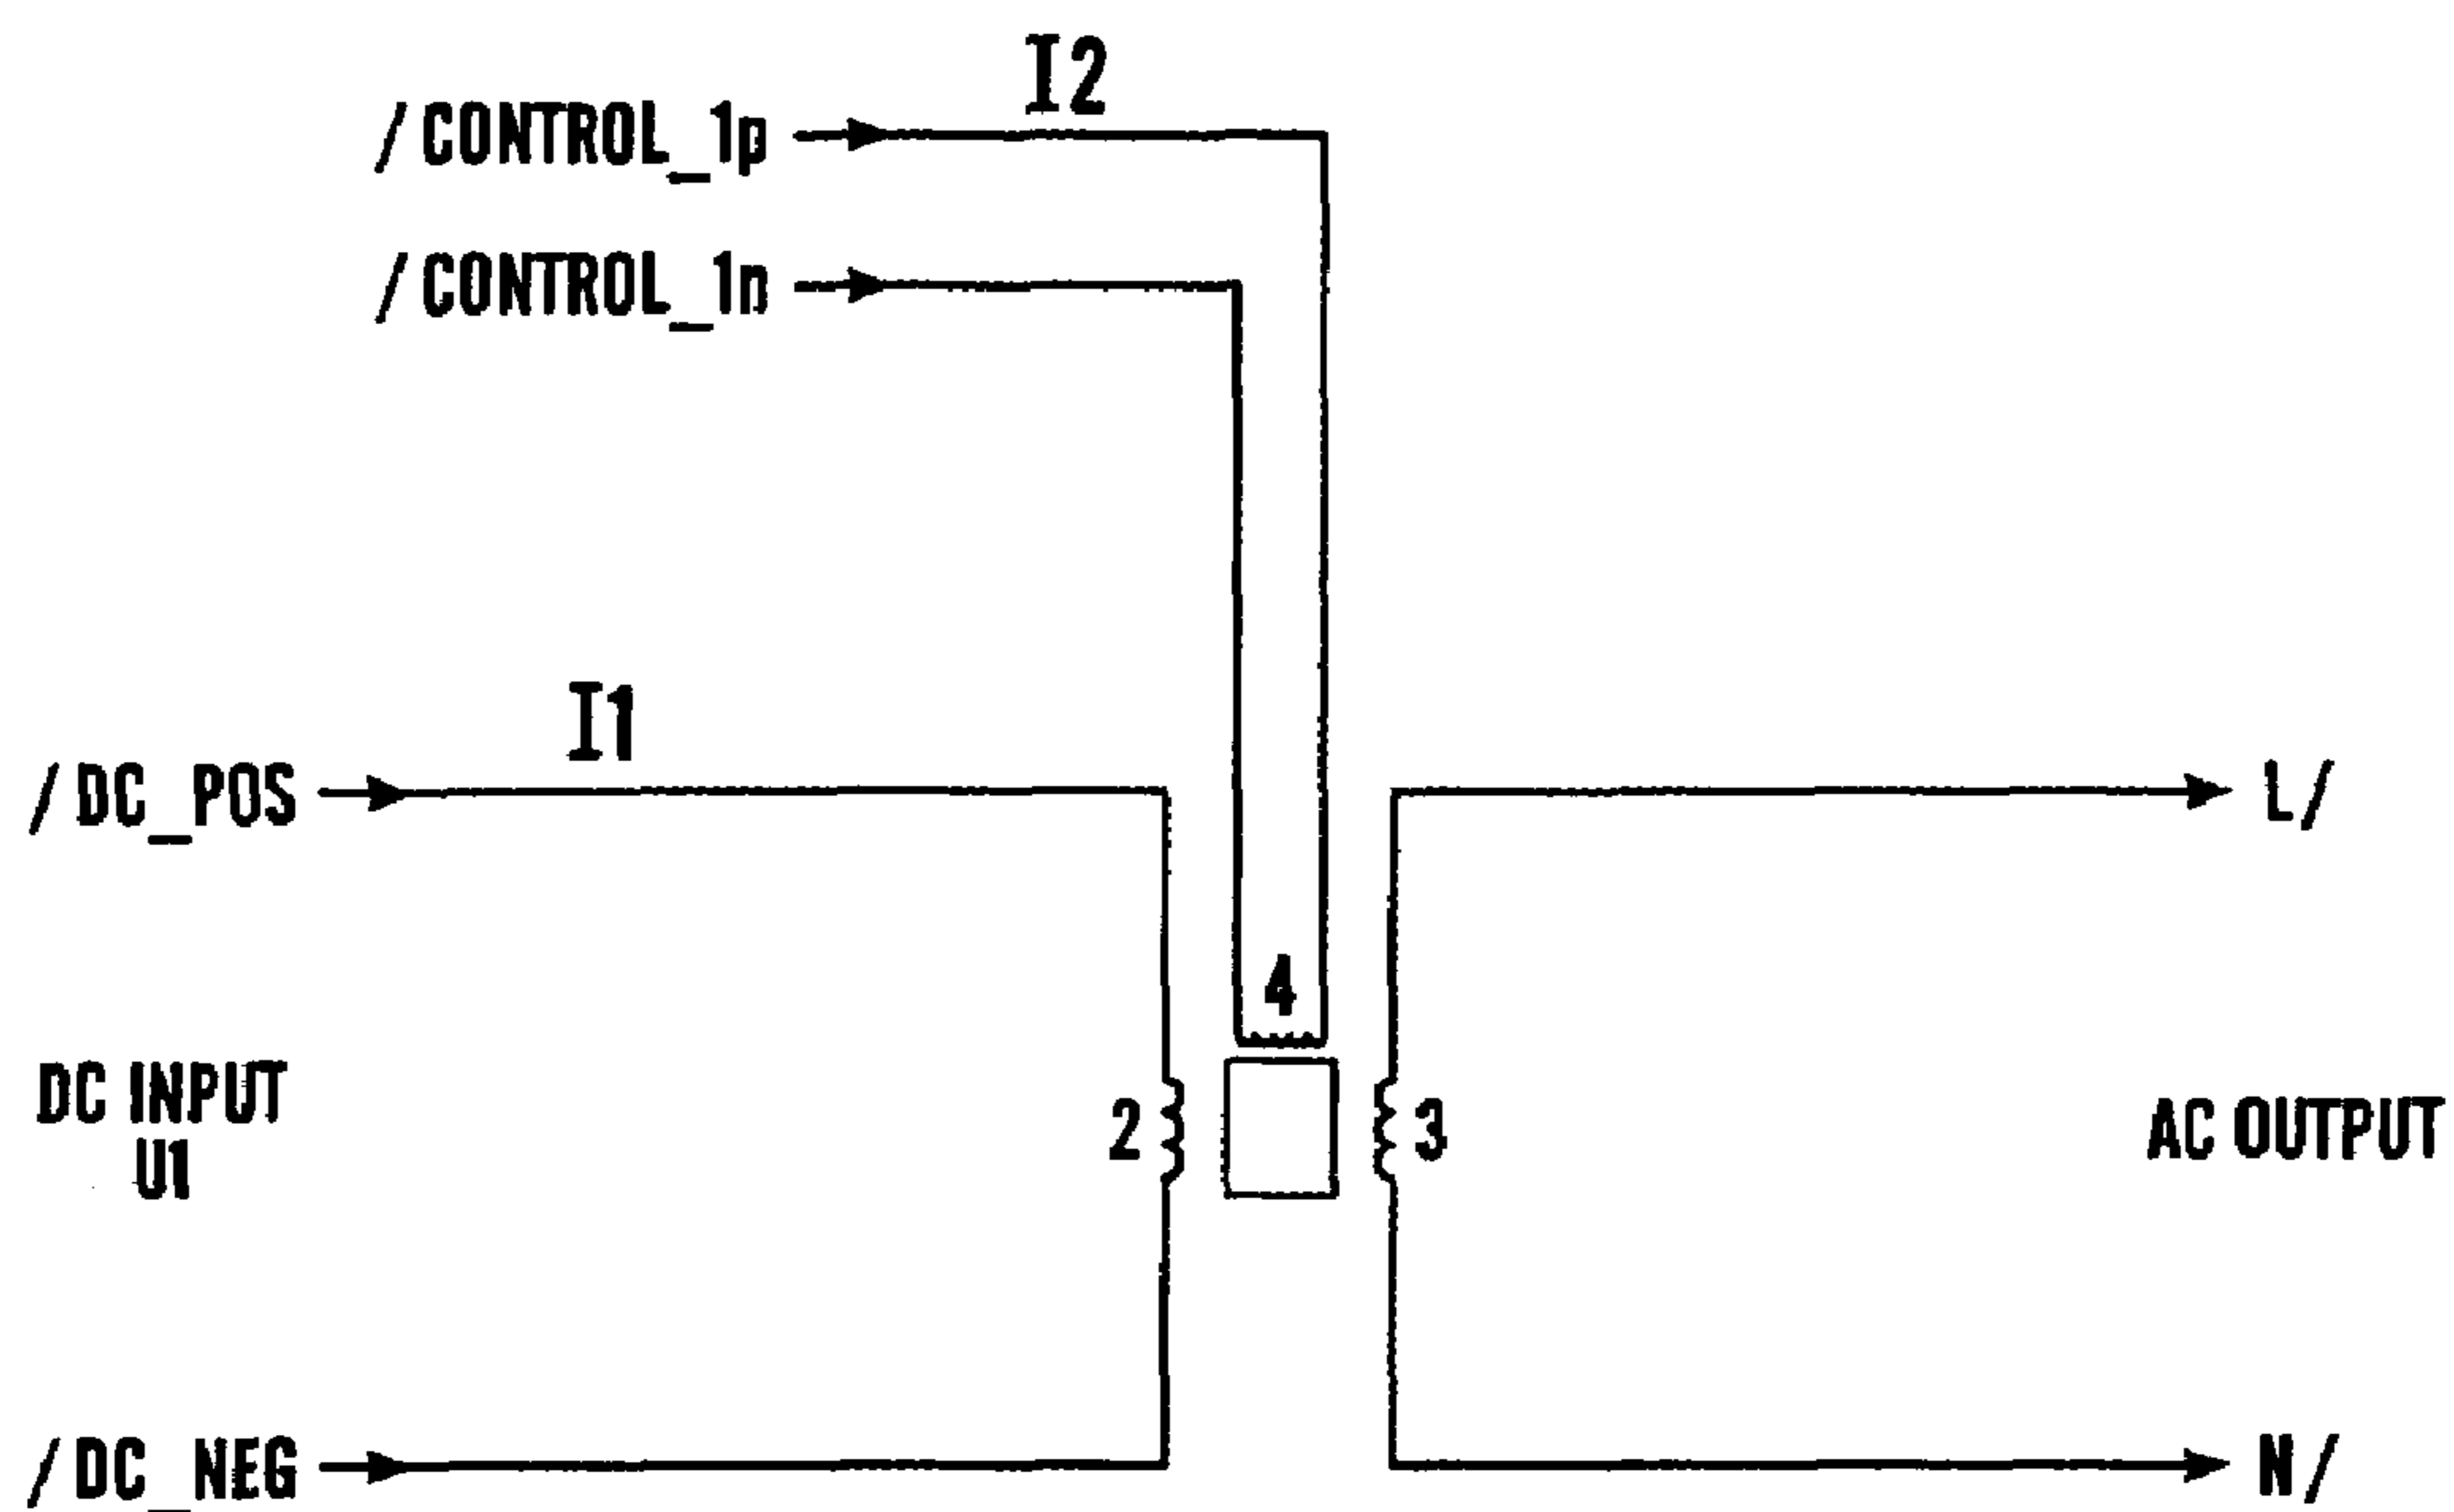 I2
/CONTROL_1p
/CONTROL_1n
I1
/DC_POS
L/
4
DC INPUT
U1
2
3
AC OUTPUT
/DC_NEG
N/